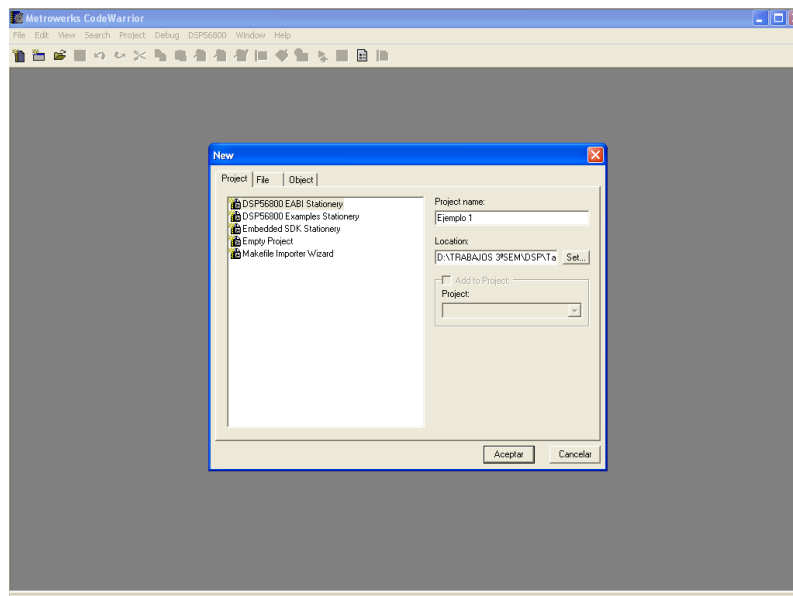 Metrowerks CodeWarrior
File Edit View Search Project Debug DSP56800 Window Help
New
Project File Object
DSP56800 EABI Stationery
DSP56800 Examples Stationery
Embedded SDK Stationery
Empty Project
Makefile Importer Wizard
Project name:
Ejemplo 1
Location:
D:\TRABAJOS 3ºSEM\DSP\Ta Set...
Add to Project:
Project:
Aceptar Cancelar